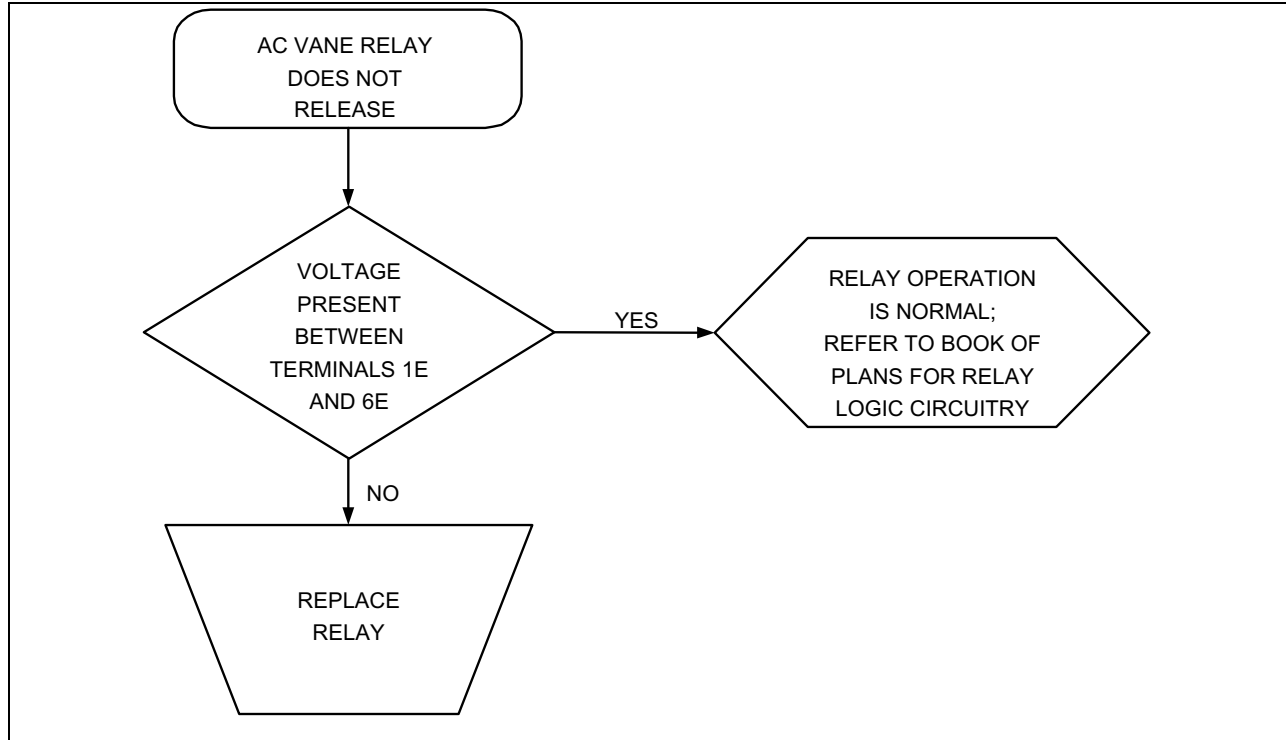 AC VANE RELAY
DOES NOT
RELEASE
VOLTAGE
PRESENT
BETWEEN
TERMINALS 1E
AND 6E
YES
RELAY OPERATION
IS NORMAL;
REFER TO BOOK OF
PLANS FOR RELAY
LOGIC CIRCUITRY
NO
REPLACE
RELAY